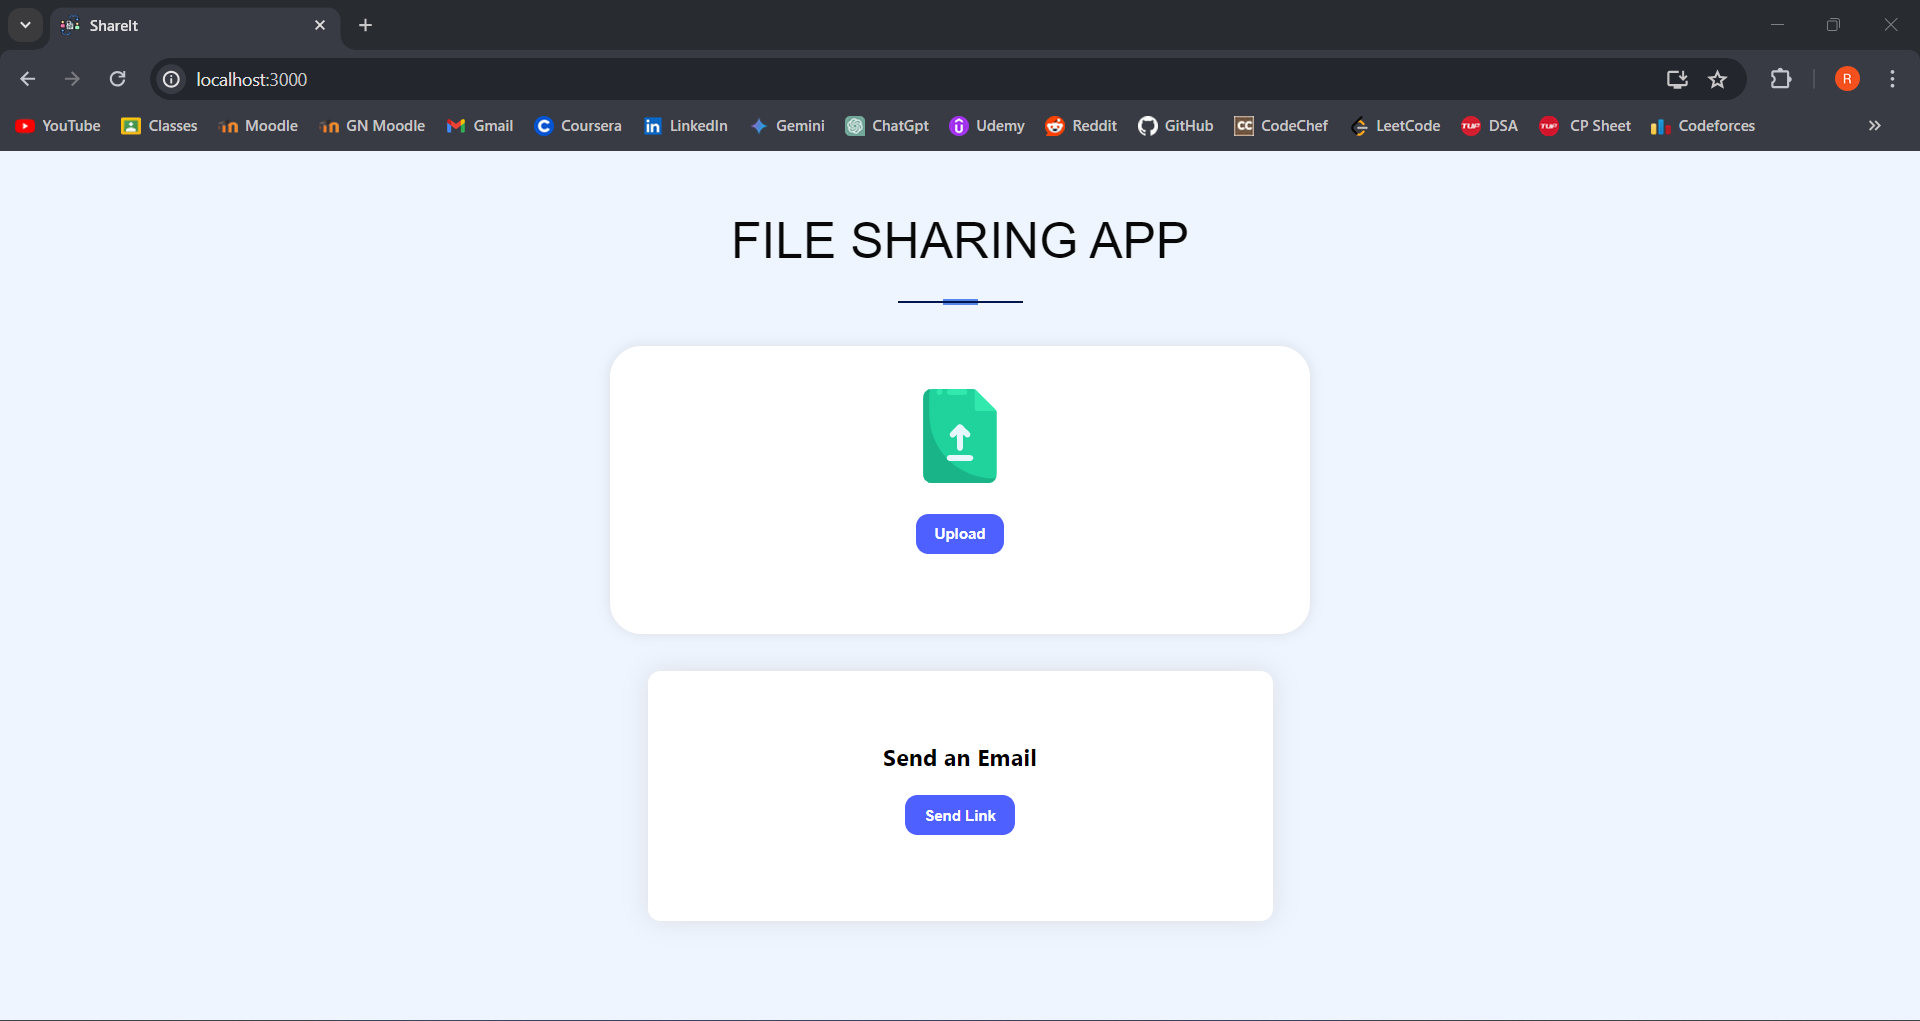 ShareIt
localhost:3000
R
YouTube Classes Moodle GN Moodle Gmail Coursera LinkedIn Gemini ChatGpt Udemy Reddit GitHub CodeChef LeetCode DSA CP Sheet Codeforces
FILE SHARING APP
Upload
Send an Email
Send Link